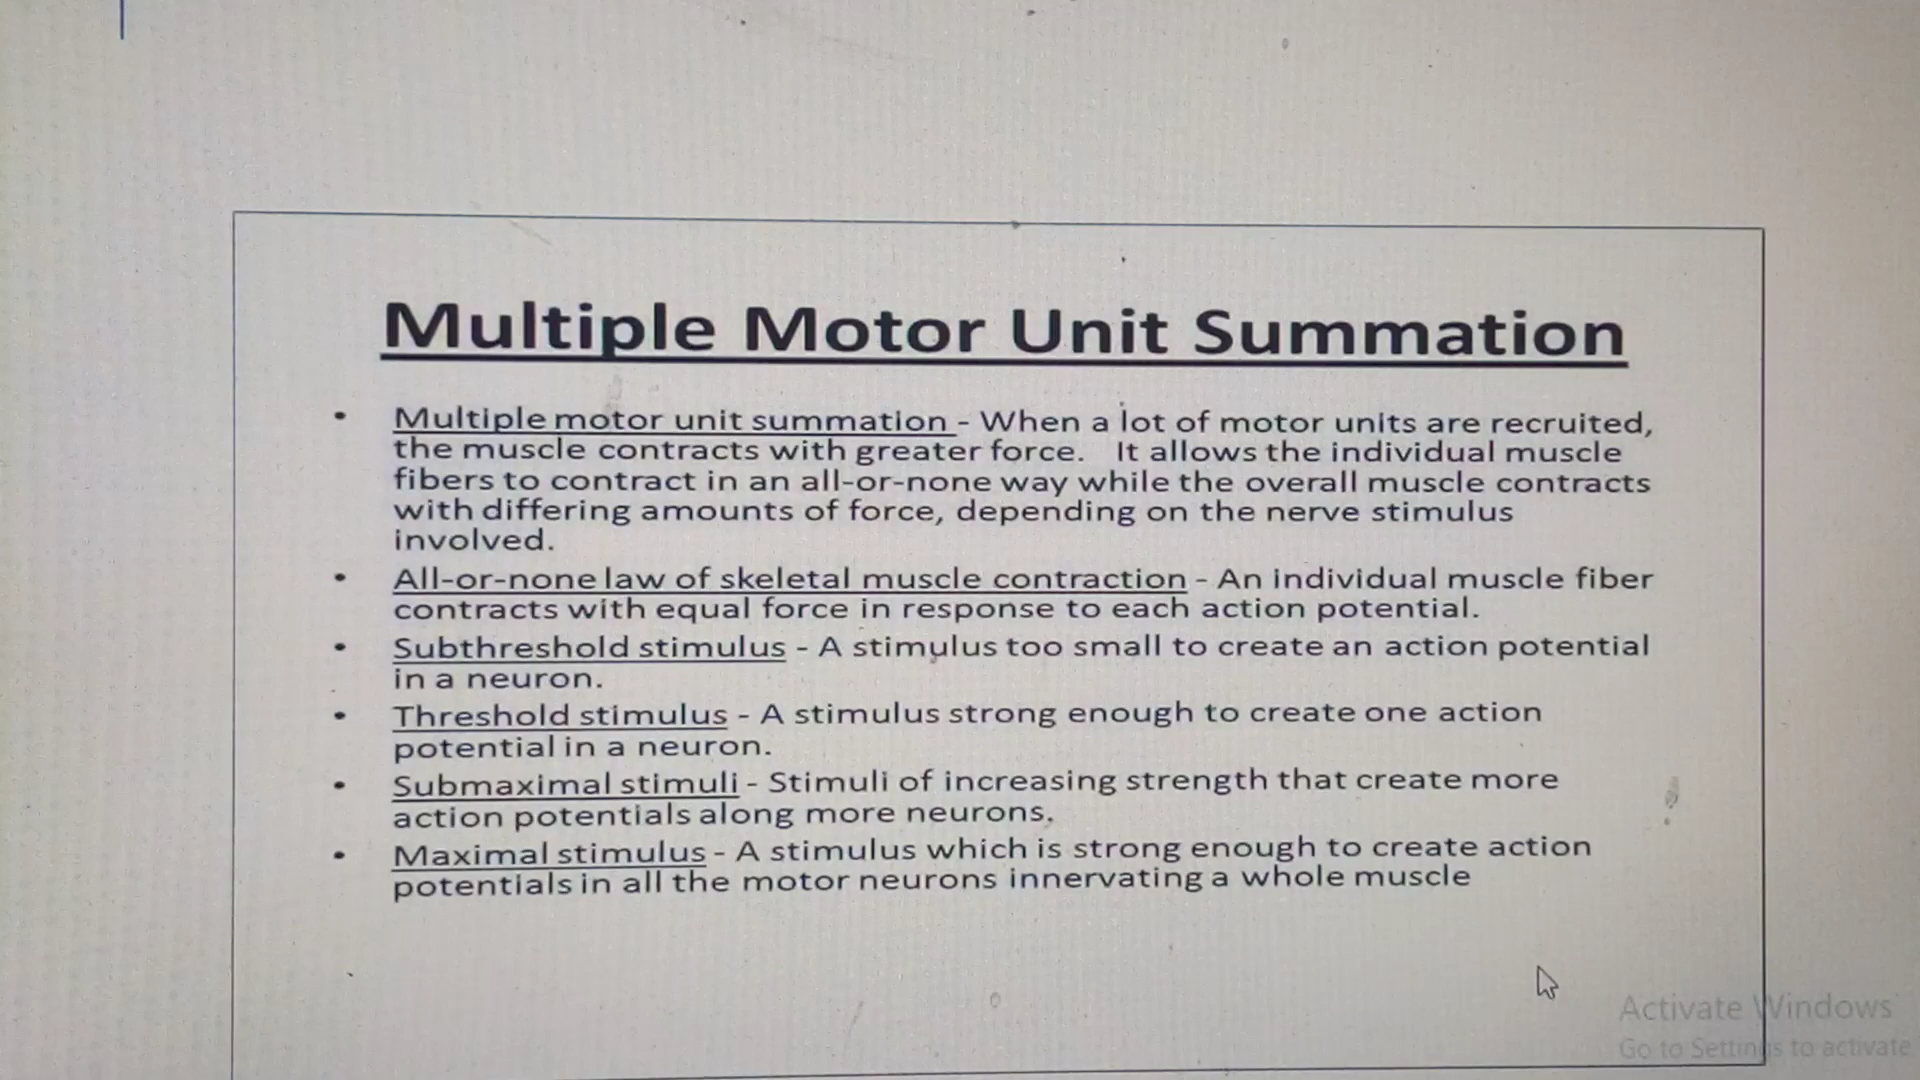 Multiple Motor Unit Summation
• Multiple motor unit summation - When a lot of motor units are recruited,
the muscle contracts with greater force. It allows the individual muscle
fibers to contract in an all-or-none way while the overall muscle contracts
with differing amounts of force, depending on the nerve stimulus
involved.
• All-or-none law of skeletal muscle contraction - An individual muscle fiber
contracts with equal force in response to each action potential.
• Subthreshold stimulus - A stimulus too small to create an action potential
in a neuron.
• Threshold stimulus - A stimulus strong enough to create one action
potential in a neuron.
• Submaximal stimuli - Stimuli of increasing strength that create more
action potentials along more neurons.
• Maximal stimulus - A stimulus which is strong enough to create action
potentials in all the motor neurons innervating a whole muscle
Activate Windows
Go to Settings to activate